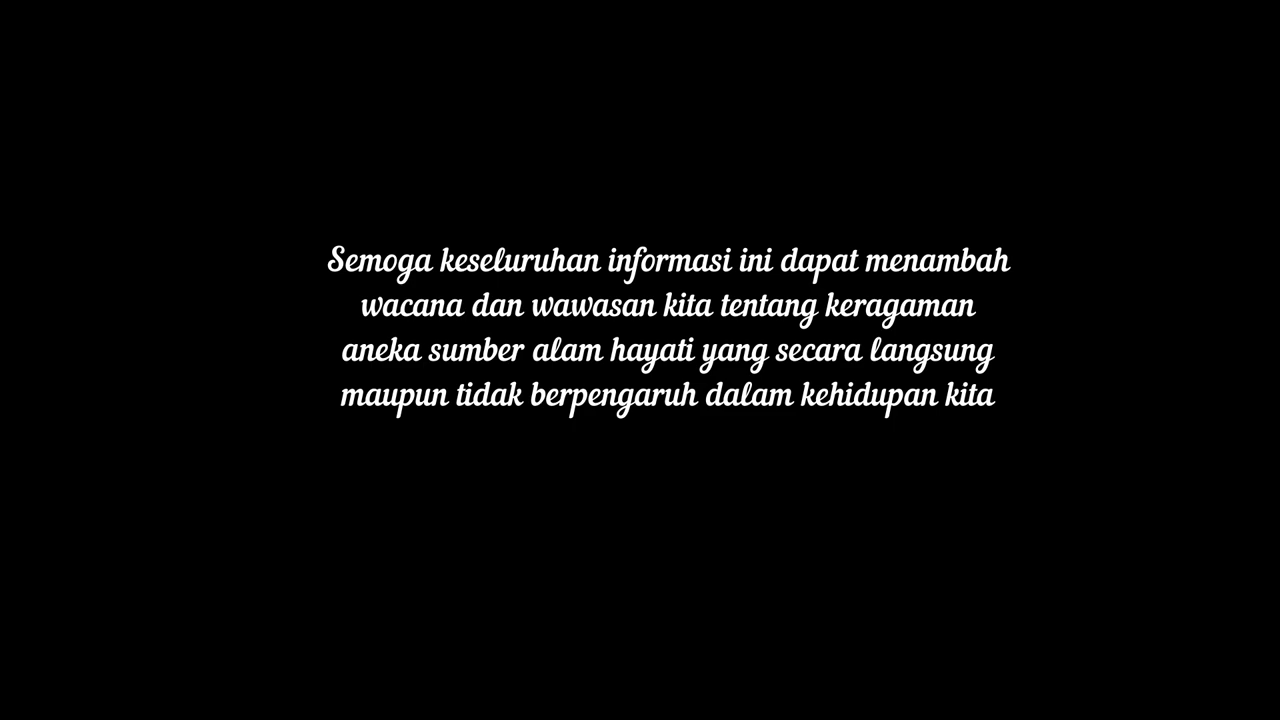 Semoga keseluruhan informasi ini dapat menambah
wacana dan wawasan kita tentang keragaman
aneka sumber alam hayati yang secara langsung
maupun tidak berpengaruh dalam kehidupan kita